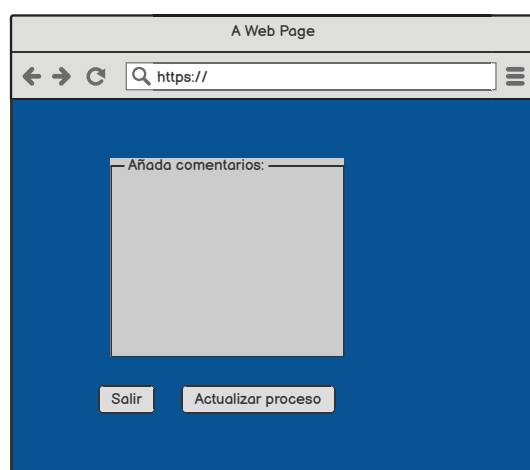 A Web Page
https://
Añada comentarios:
Salir
Actualizar proceso